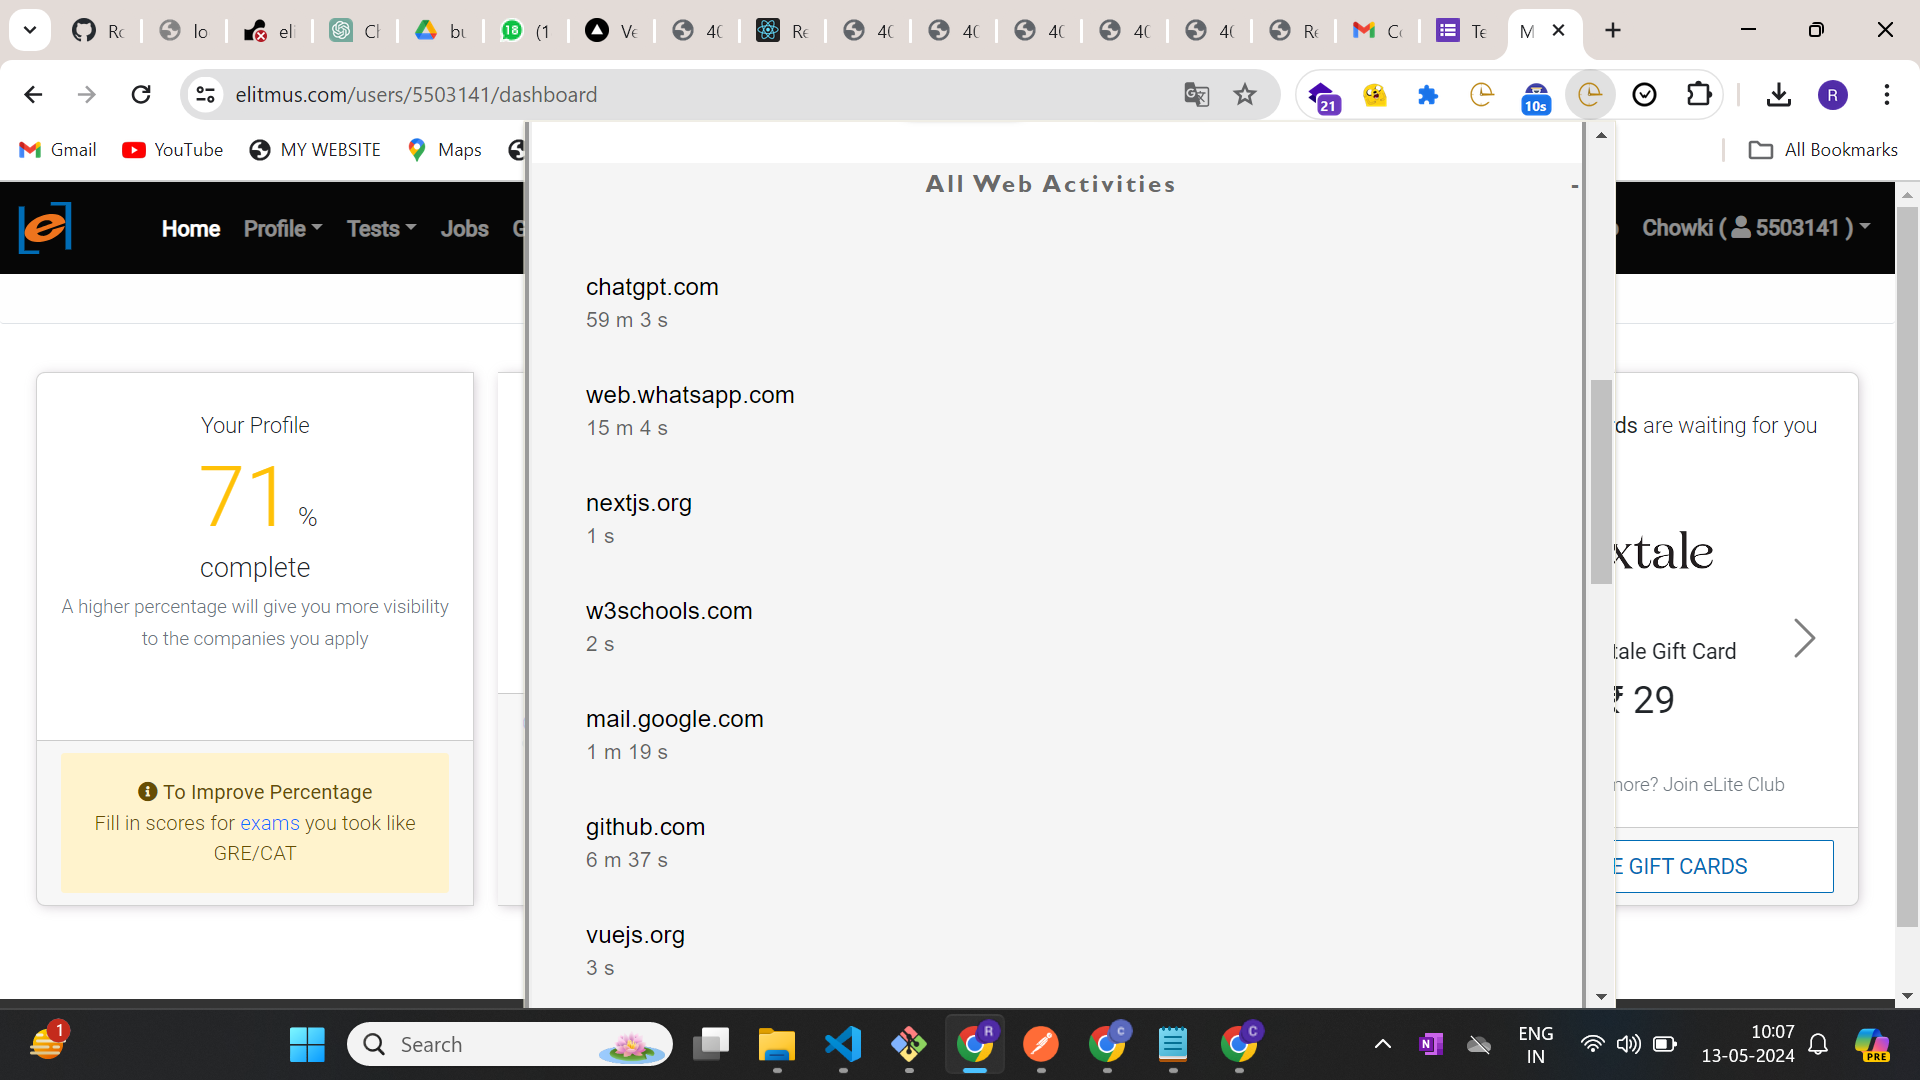 Rc
lo
eli
Ch
bu
18
(1
Ve
40
Re
40
40
40
40
40
Re
Co
Te
M
elitmus.com/users/5503141/dashboard
21
10s
R
Gmail
YouTube
MY WEBSITE
Maps
All Bookmarks
Home
Profile
Tests
Jobs
G
Chowki ( 5503141 )
All Web Activities
-
chatgpt.com
59 m 3 s
web.whatsapp.com
15 m 4 s
nextjs.org
1 s
w3schools.com
2 s
mail.google.com
1 m 19 s
github.com
6 m 37 s
vuejs.org
3 s
Your Profile
71 %
complete
A higher percentage will give you more visibility
to the companies you apply
To Improve Percentage
Fill in scores for exams you took like
GRE/CAT
ds are waiting for you
xtale
tale Gift Card
₹ 29
more? Join eLite Club
E GIFT CARDS
1
Search
R
C
C
N
ENG
IN
10:07
13-05-2024
PRE